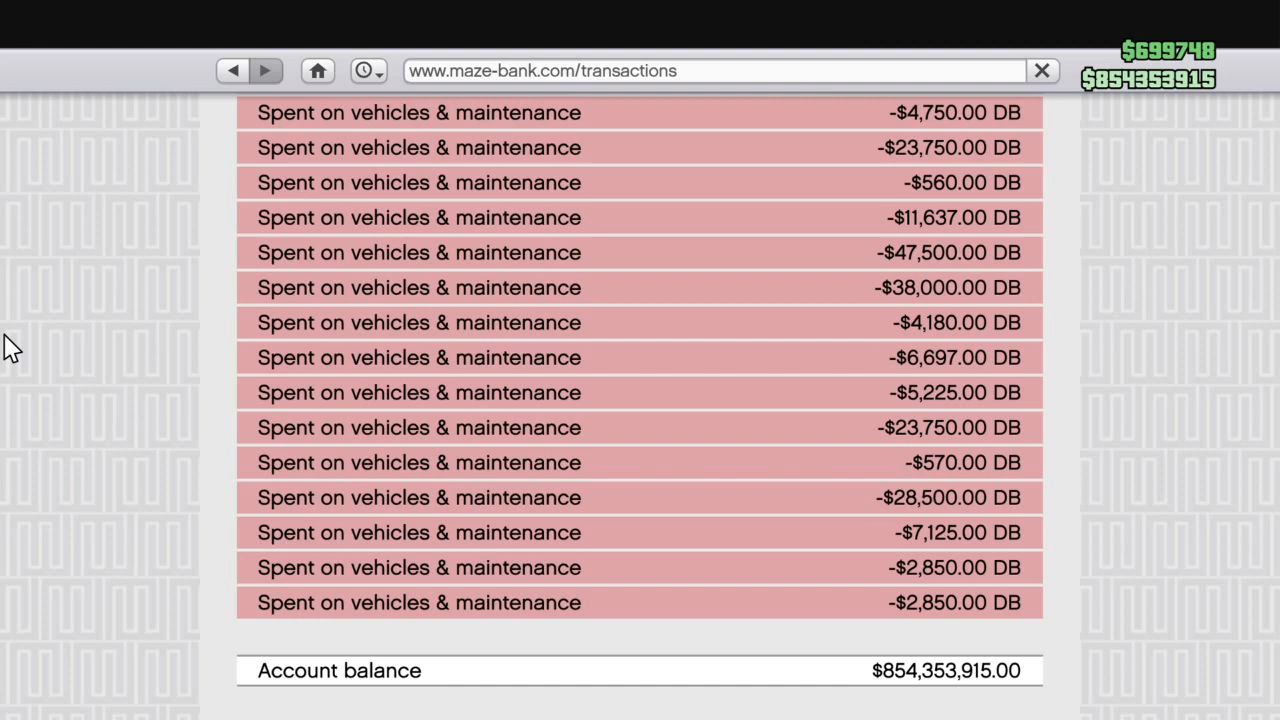 $699748
www.maze-bank.com/transactions
$854353915
Spent on vehicles & maintenance -$4,750.00 DB
Spent on vehicles & maintenance -$23,750.00 DB
Spent on vehicles & maintenance -$560.00 DB
Spent on vehicles & maintenance -$11,637.00 DB
Spent on vehicles & maintenance -$47,500.00 DB
Spent on vehicles & maintenance -$38,000.00 DB
Spent on vehicles & maintenance -$4,180.00 DB
Spent on vehicles & maintenance -$6,697.00 DB
Spent on vehicles & maintenance -$5,225.00 DB
Spent on vehicles & maintenance -$23,750.00 DB
Spent on vehicles & maintenance -$570.00 DB
Spent on vehicles & maintenance -$28,500.00 DB
Spent on vehicles & maintenance -$7,125.00 DB
Spent on vehicles & maintenance -$2,850.00 DB
Spent on vehicles & maintenance -$2,850.00 DB
Account balance $854,353,915.00